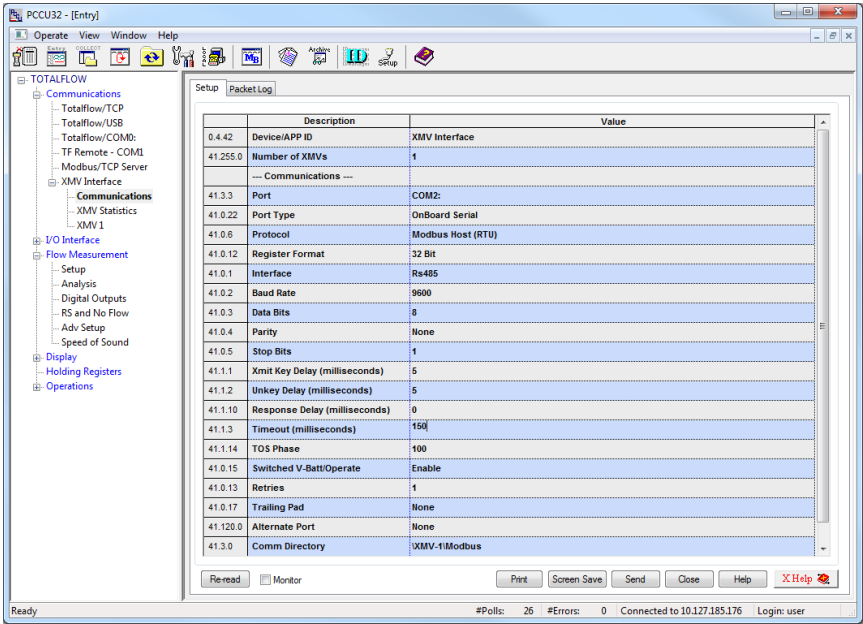 PCCU32 - [Entry]
Operate View Window Help
Entry COLLECT MB Archive ID Setup
TOTALFLOW
Communications
Totalflow/TCP
Totalflow/USB
Totalflow/COM0:
TF Remote - COM1
Modbus/TCP Server
XMV Interface
Communications
XMV Statistics
XMV 1
I/O Interface
Flow Measurement
Setup
Analysis
Digital Outputs
RS and No Flow
Adv Setup
Speed of Sound
Display
Holding Registers
Operations
Setup Packet Log
Description Value
0.4.42 Device/APP ID XMV Interface
41.255.0 Number of XMVs 1
--- Communications ---
41.3.3 Port COM2:
41.0.22 Port Type OnBoard Serial
41.0.6 Protocol Modbus Host (RTU)
41.0.12 Register Format 32 Bit
41.0.1 Interface Rs485
41.0.2 Baud Rate 9600
41.0.3 Data Bits 8
41.0.4 Parity None
41.0.5 Stop Bits 1
41.1.1 Xmit Key Delay (milliseconds) 5
41.1.2 Unkey Delay (milliseconds) 5
41.1.10 Response Delay (milliseconds) 0
41.1.3 Timeout (milliseconds) 150
41.1.14 TOS Phase 100
41.0.15 Switched V-Batt/Operate Enable
41.0.13 Retries 1
41.0.17 Trailing Pad None
41.120.0 Alternate Port None
41.3.0 Comm Directory \XMV-1\Modbus
Re-read Monitor Print Screen Save Send Close Help X Help
Ready #Polls: 26 #Errors: 0 Connected to 10.127.185.176 Login: user